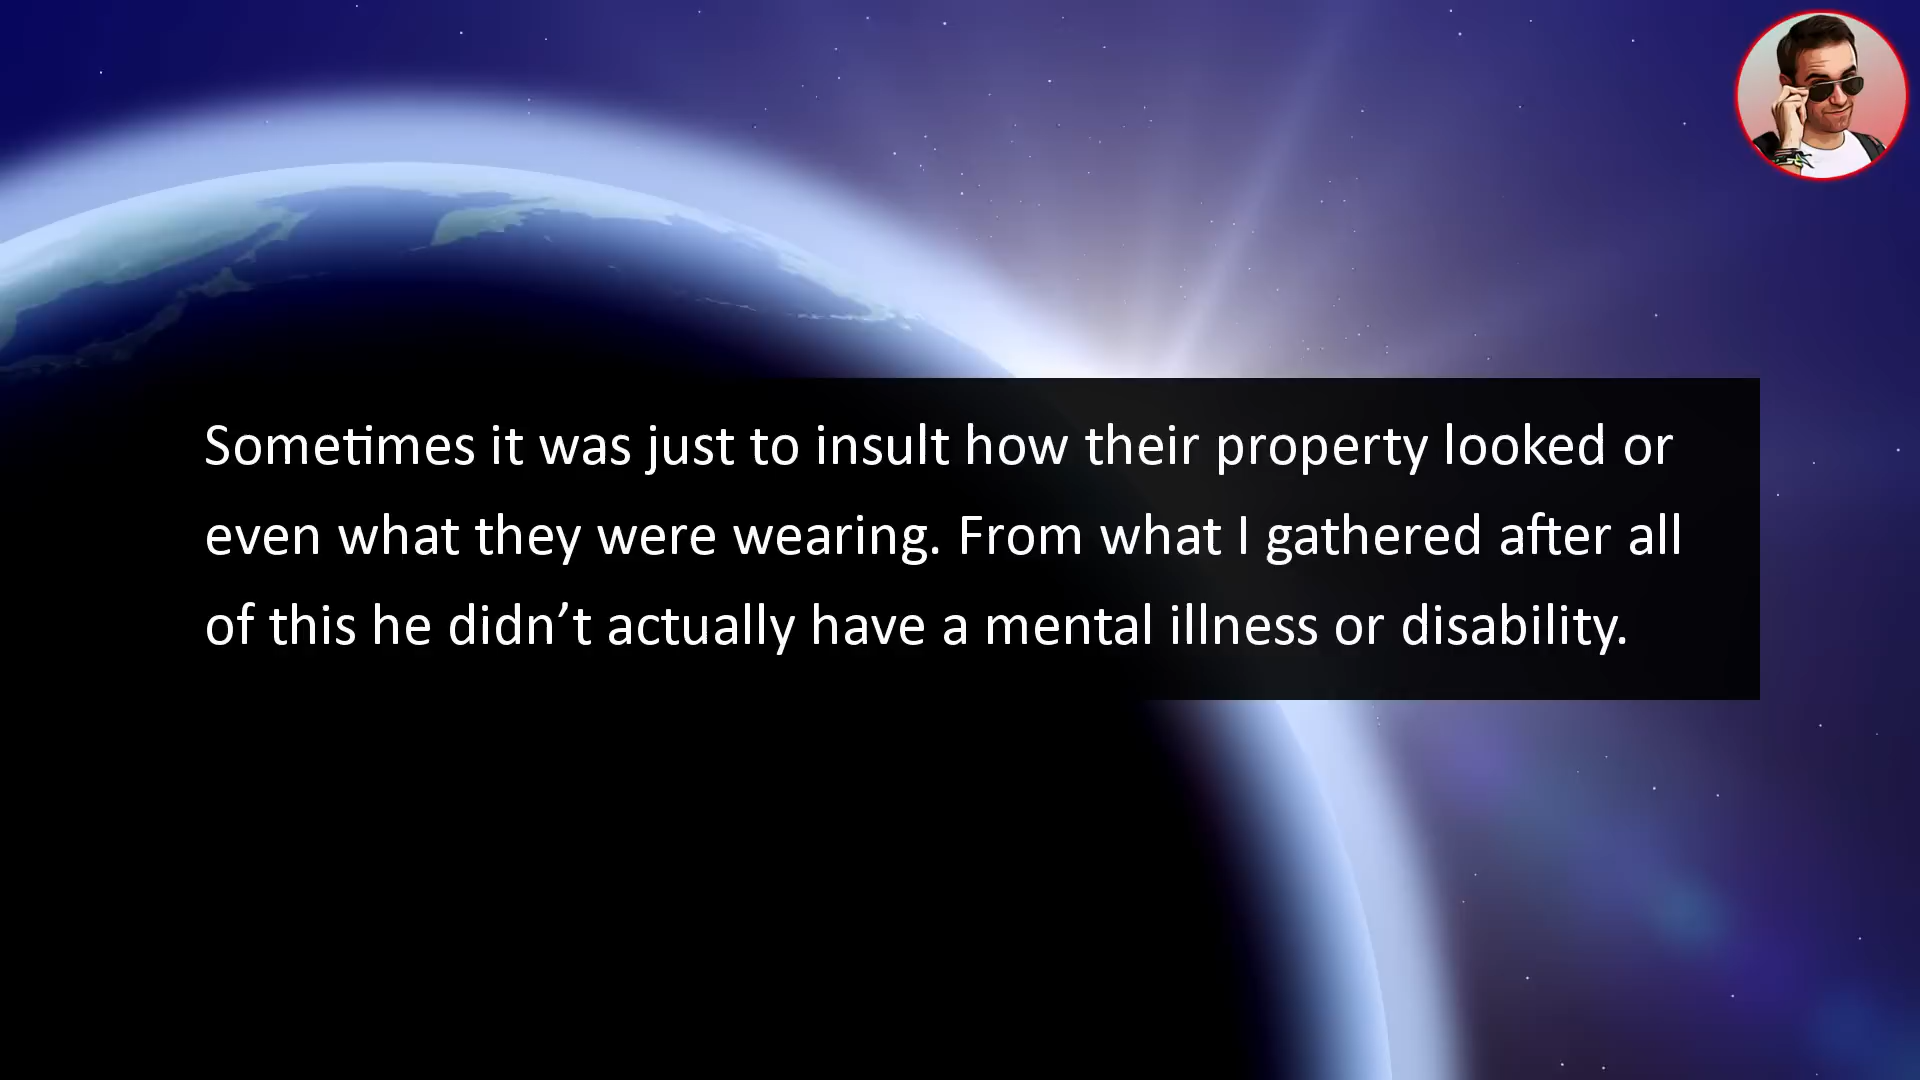 Sometimes it was just to insult how their property looked or
even what they were wearing. From what I gathered after all
of this he didn’t actually have a mental illness or disability.